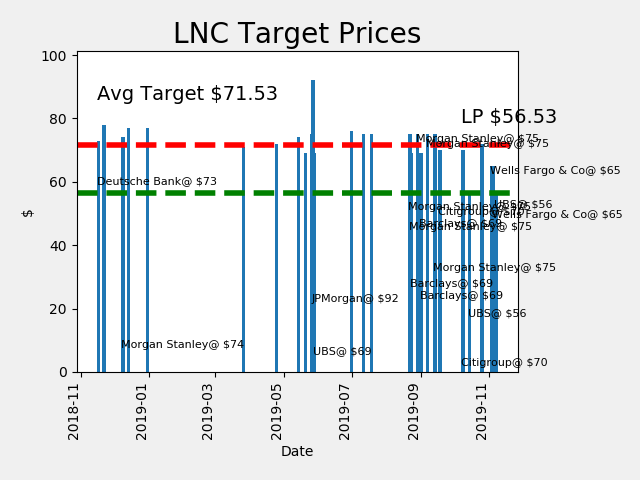 LNC Target Prices
100
Avg Target $71.53
80
LP $56.53
Morgan Stanley@ $75
Morgan Stanley@ $75
Wells Fargo & Co@ $65
Deutsche Bank@ $73
60
UBS@ $56
Morgan Stanley@ $75
Citigroup@ $75
Wells Fargo & Co@ $65
$
Barclays@ $69
Morgan Stanley@ $75
40
Morgan Stanley@ $75
Barclays@ $69
Barclays@ $69
JPMorgan@ $92
20
UBS@ $56
Morgan Stanley@ $74
UBS@ $69
Citigroup@ $70
0
2018-11
2019-01
2019-03
2019-05
2019-07
2019-09
2019-11
Date